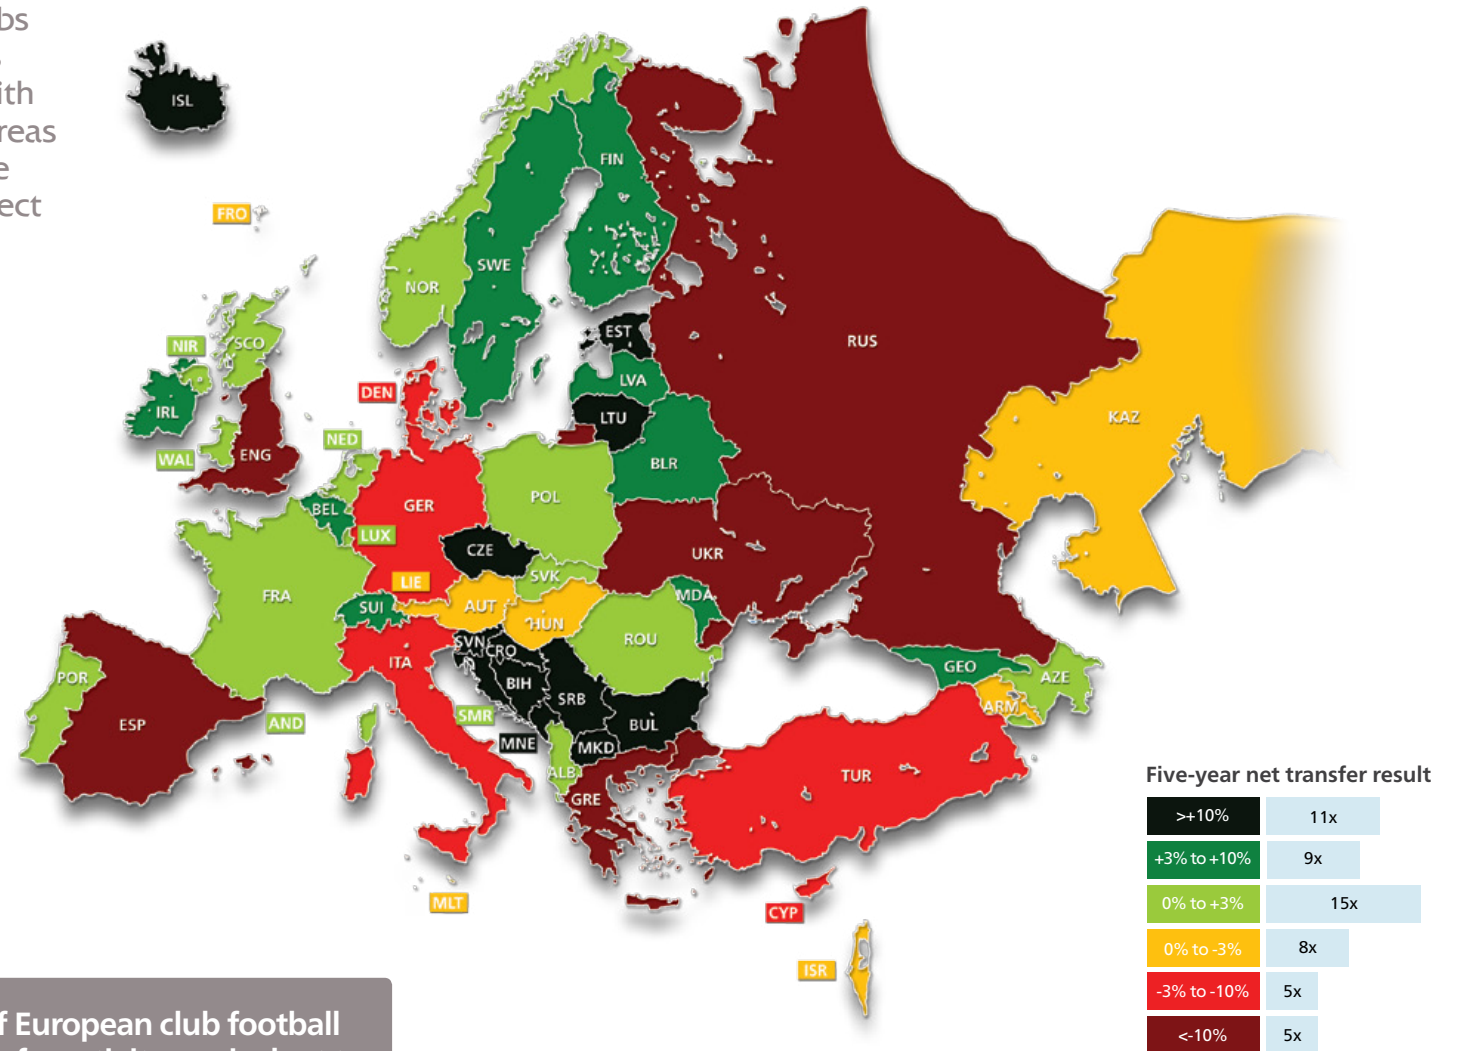 bs
ith
reas
e
ect
ISL
FRO
FIN
SWE
NOR
RUS
EST
NIR
SCO
DEN
LVA
IRL
LTU
KAZ
NED
WAL
ENG
BLR
GER
POL
BEL
LUX
CZE
UKR
SVK
LIE
FRA
SUI
AUT
MDA
HUN
ROU
SVN
CRO
ITA
GEO
POR
BIH
AZE
SRB
ARM
SMR
ESP
AND
BUL
MNE
MKD
ALB
TUR
GRE
MLT
CYP
ISR
Five-year net transfer result
>+10% 11x
+3% to +10% 9x
0% to +3% 15x
0% to -3% 8x
-3% to -10% 5x
<-10% 5x
f European club football